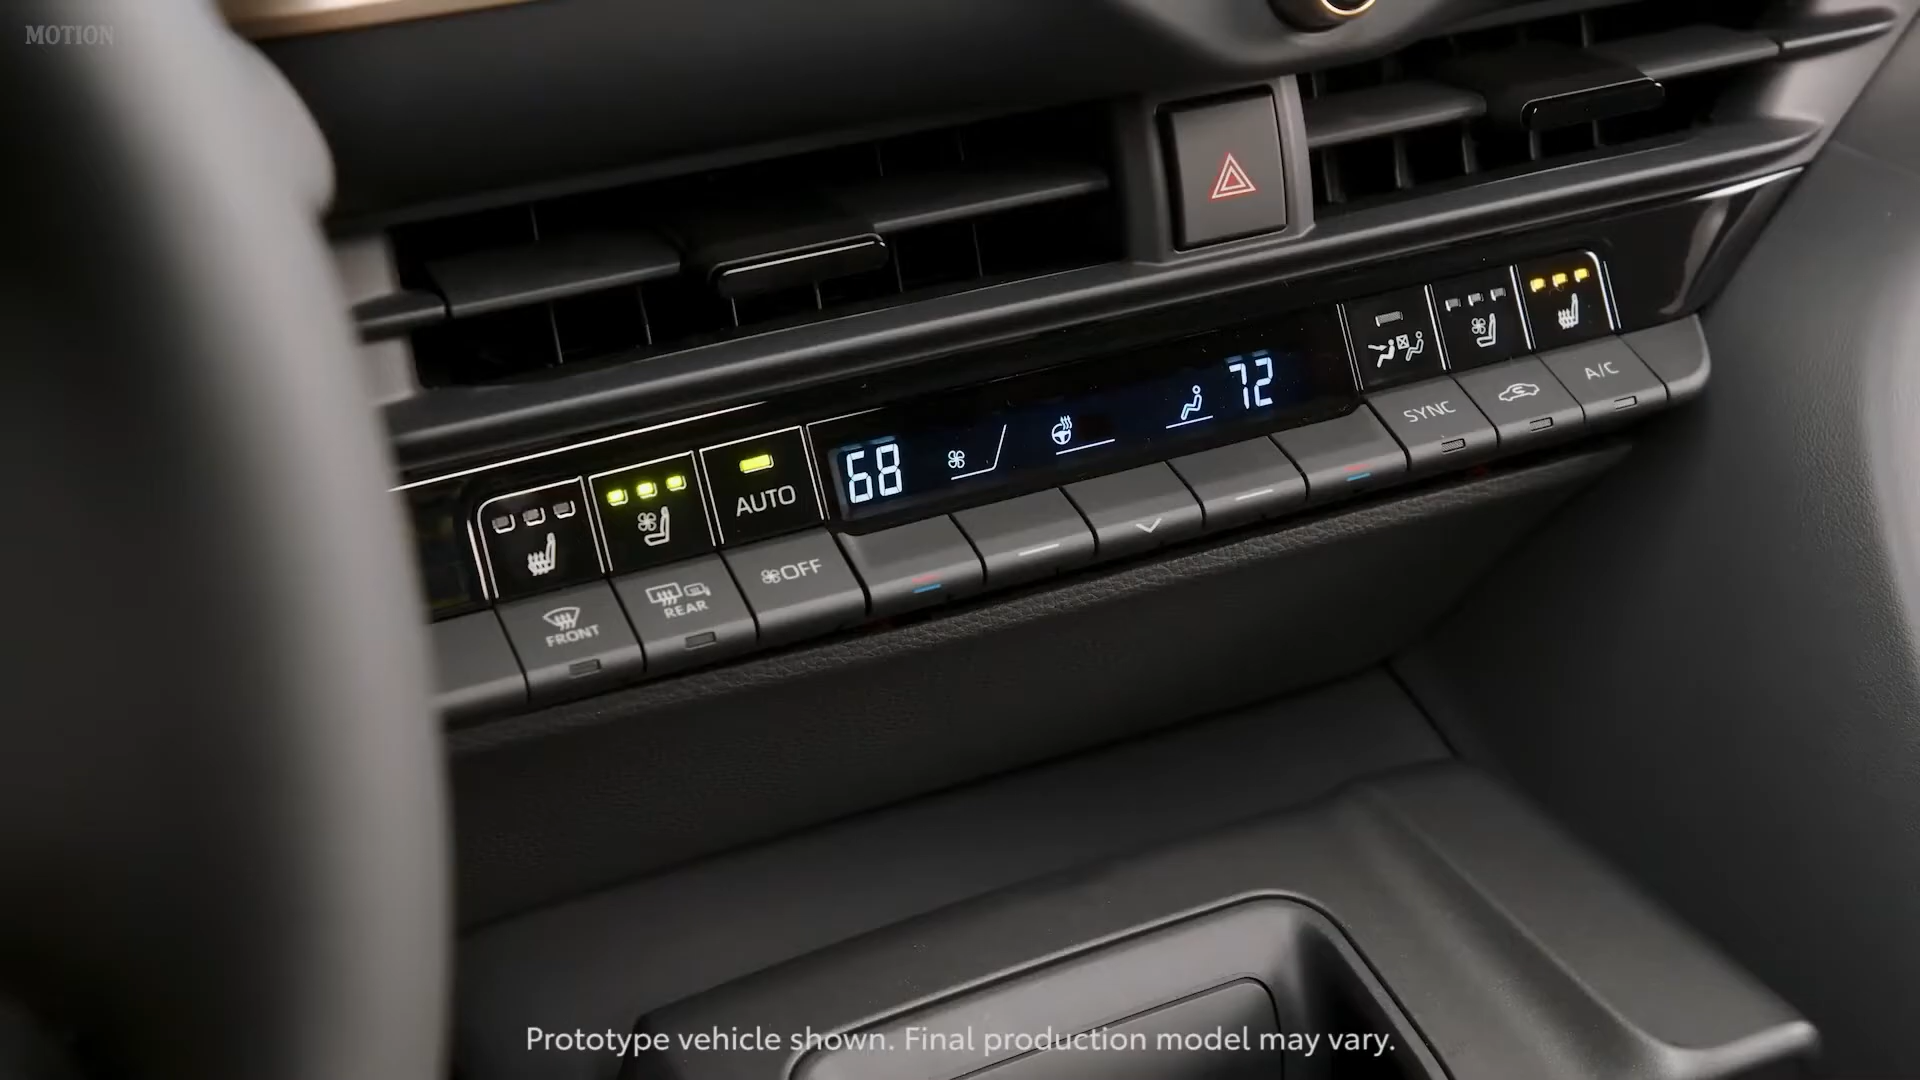 MOTION
68
72
AUTO
SYNC
A/C
FRONT
REAR
OFF
Prototype vehicle shown. Final production model may vary.